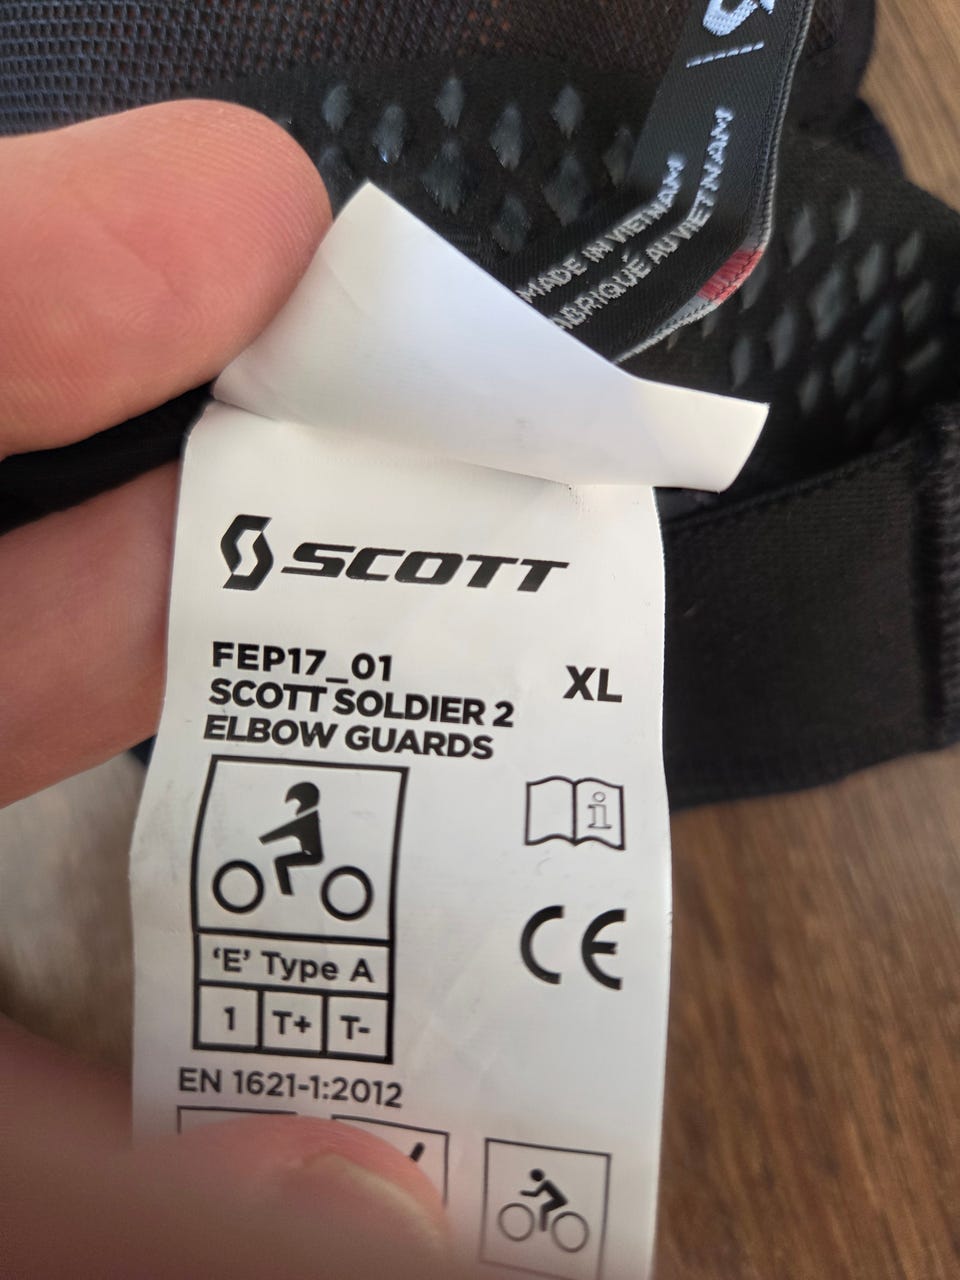 MADE IN VIETNAM
AU VIETNAM
SCOTT
FEP17_01
SCOTT SOLDIER 2
ELBOW GUARDS
XL
i
CE
'E' Type A
1 T+ T-
EN 1621-1:2012